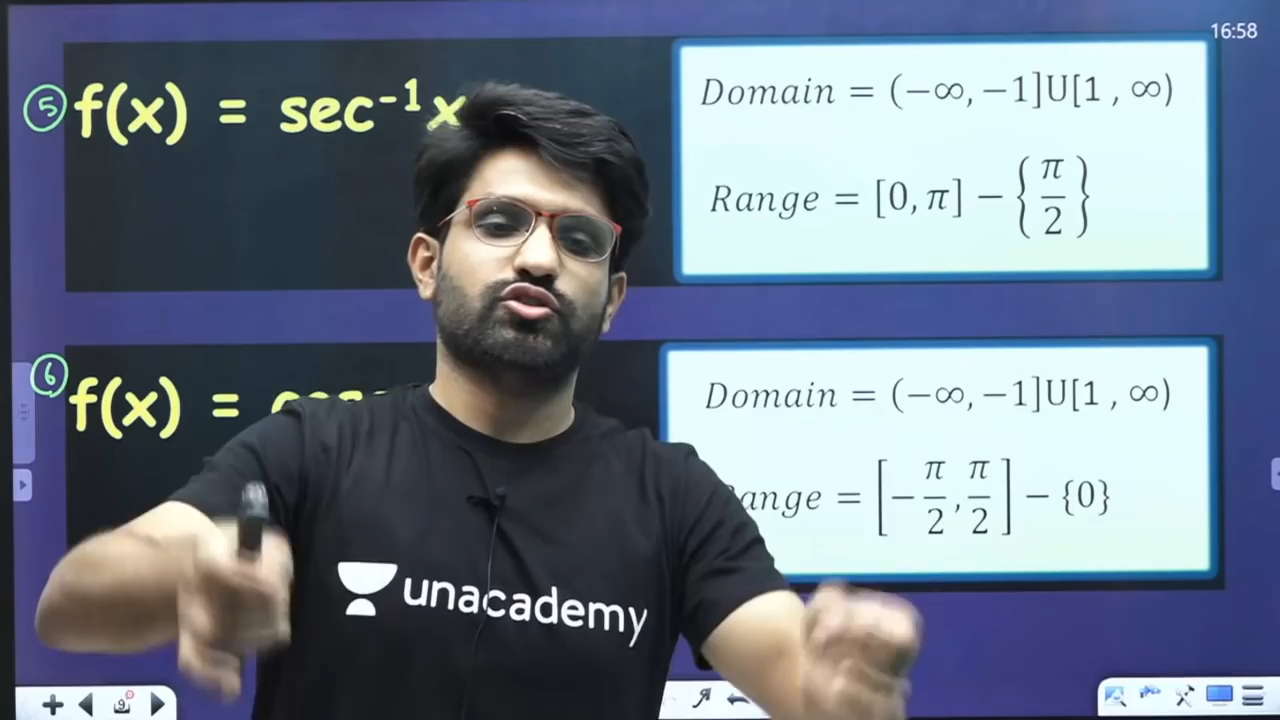 16:58
⑤ f(x) = sec⁻¹x
Domain = (−∞, −1]U[1 , ∞)
Range = [0, π] − {π/2}
⑥ f(x) =
Domain = (−∞, −1]U[1 , ∞)
Range = [−π/2, π/2] − {0}
unacademy